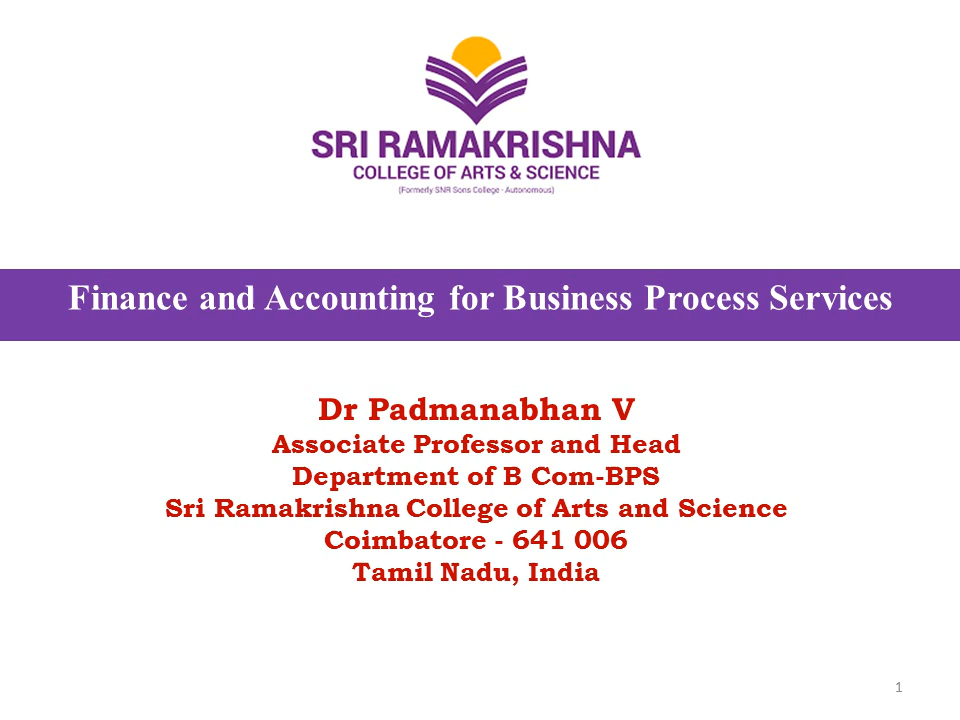 SRI RAMAKRISHNA
COLLEGE OF ARTS & SCIENCE
(Formerly SNR Sons College - Autonomous)
Finance and Accounting for Business Process Services
Dr Padmanabhan V
Associate Professor and Head
Department of B Com-BPS
Sri Ramakrishna College of Arts and Science
Coimbatore - 641 006
Tamil Nadu, India
1